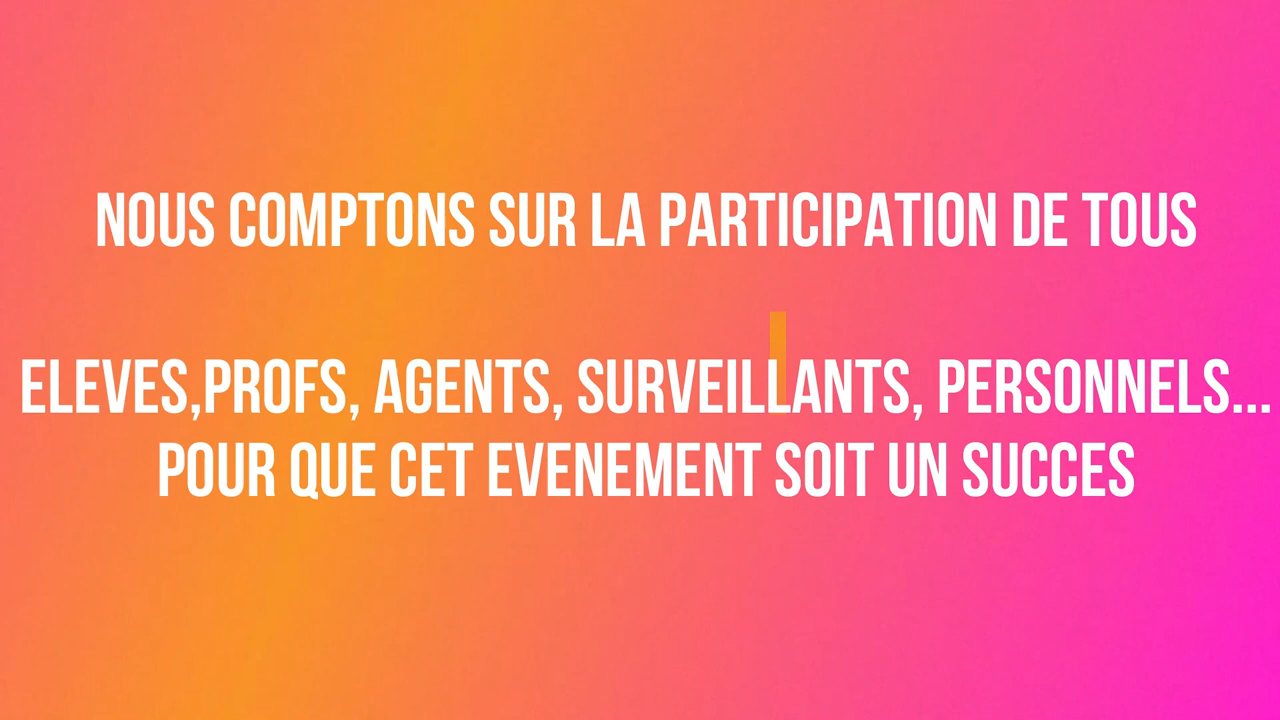 NOUS COMPTONS SUR LA PARTICIPATION DE TOUS
ELEVES,PROFS, AGENTS, SURVEILLANTS, PERSONNELS...
POUR QUE CET EVENEMENT SOIT UN SUCCES